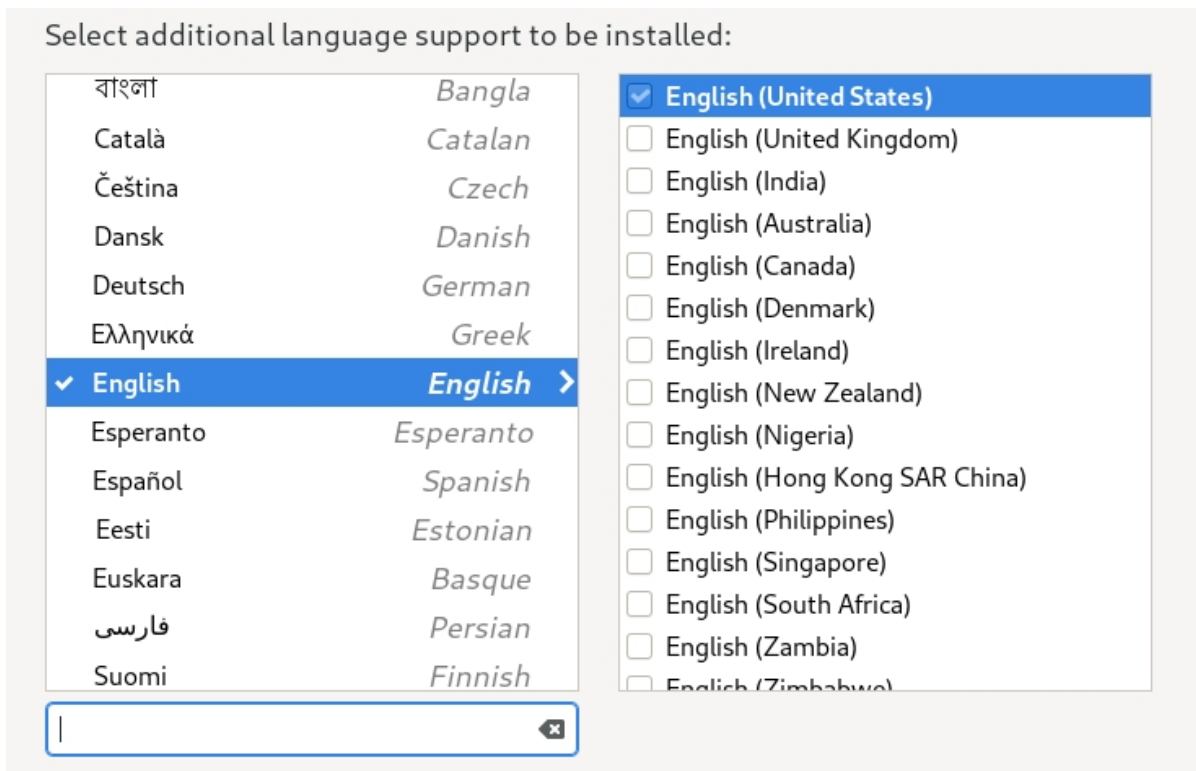 Select additional language support to be installed:
বাংলা Bangla
Català Catalan
Čeština Czech
Dansk Danish
Deutsch German
Ελληνικά Greek
English English
Esperanto Esperanto
Español Spanish
Eesti Estonian
Euskara Basque
فارسی Persian
Suomi Finnish
English (United States)
English (United Kingdom)
English (India)
English (Australia)
English (Canada)
English (Denmark)
English (Ireland)
English (New Zealand)
English (Nigeria)
English (Hong Kong SAR China)
English (Philippines)
English (Singapore)
English (South Africa)
English (Zambia)
English (Zimbabwe)